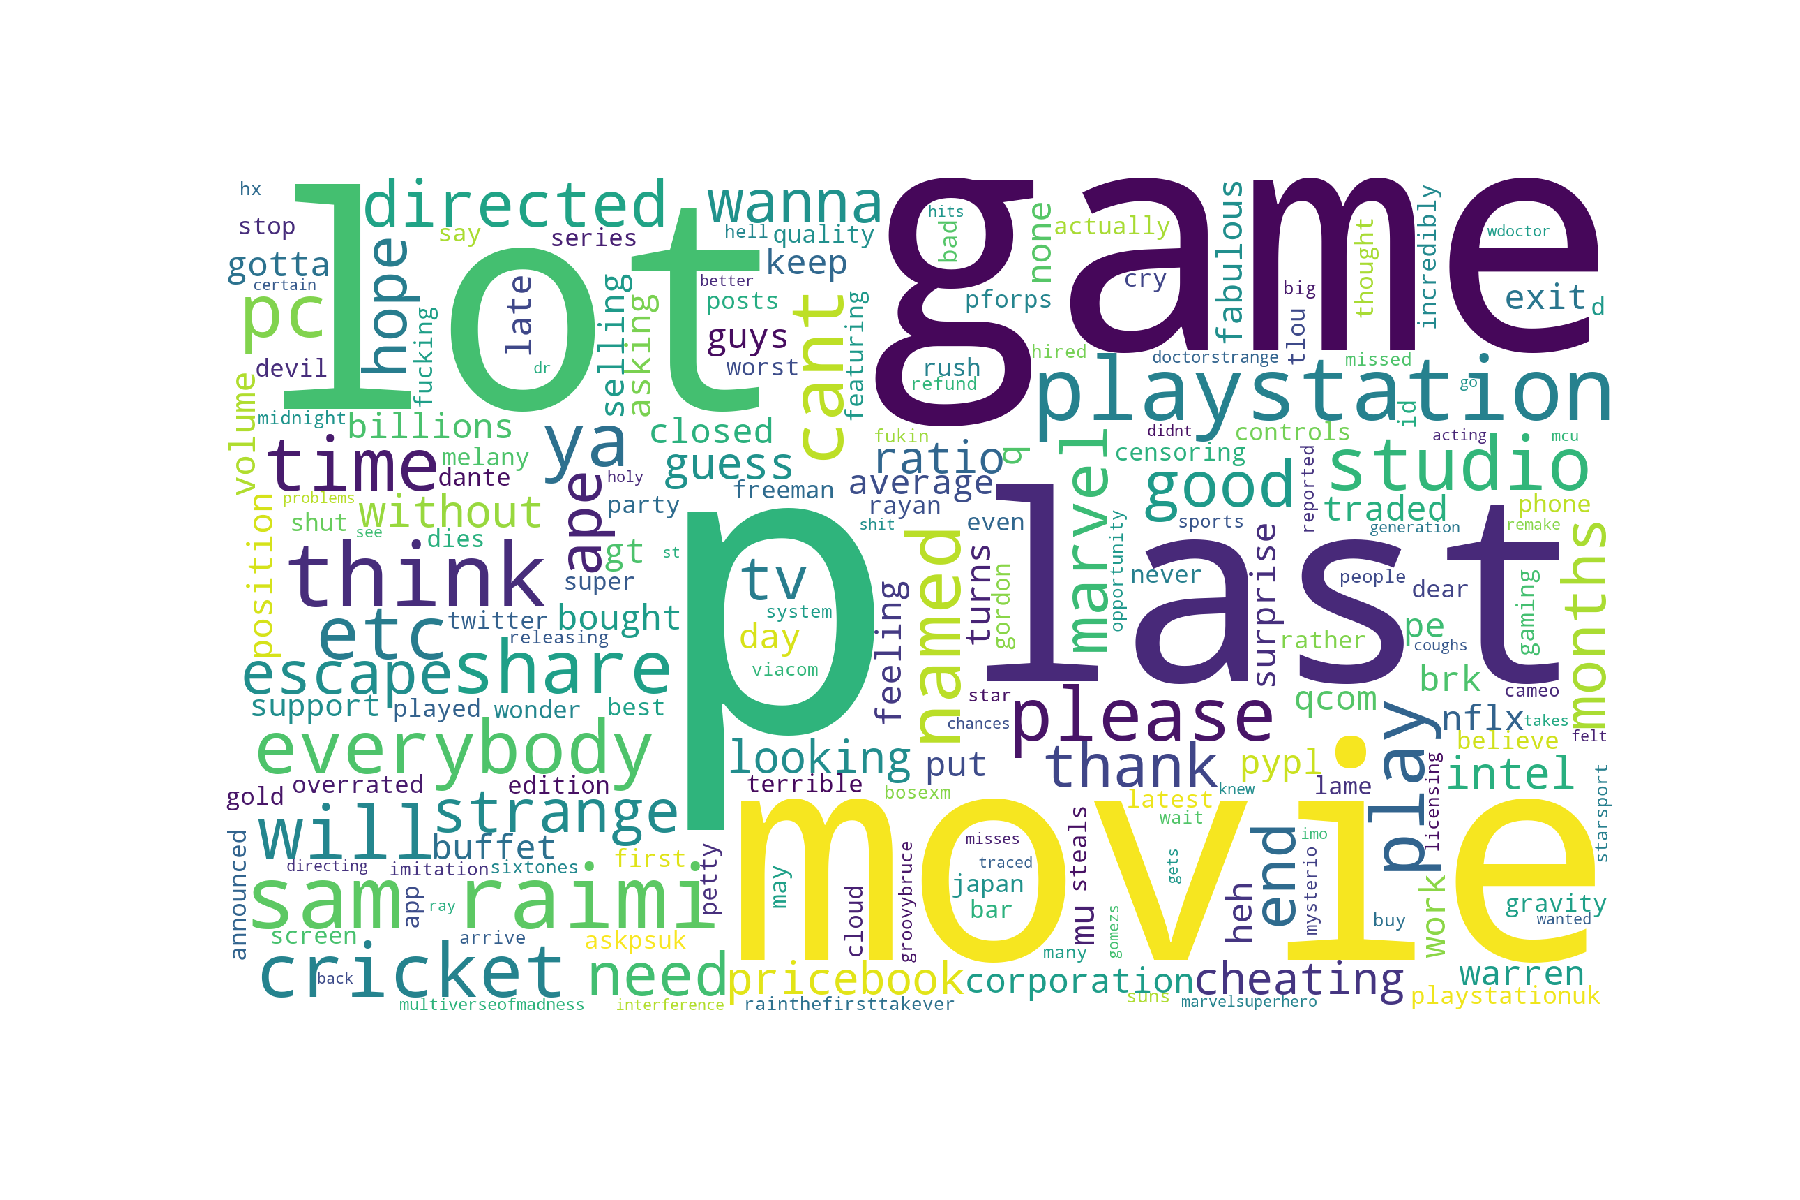 hx
directed
wanna
game
lot
hits
stop
say
series
hell
quality
bad
none
actually
fabulous
thought
incredibly
wdoctor
gotta
certain
hope
late
selling
asking
better
keep
posts
pforps
cry
big
tlou
exit
d
pc
fucking
guys
cant
featuring
devil
dr
worst
rush
refund
hired
doctorstrange
missed
go
playstation
volume
midnight
billions
ya
closed
fukin
didnt
controls
id
acting
mcu
time
melany
dante
guess
ratio
q
marvel
censoring
good
studio
holy
freeman
average
reported
position
problems
without
party
rayan
traded
phone
shut
see
dies
ape
gt
st
shit
even
sports
generation
remake
think
super
p
tv
named
turns
last
opportunity
never
surprise
people
dear
gaming
months
etc
twitter
releasing
bought
system
day
feeling
gordon
rather
pe
coughs
escape
share
viacom
star
brk
cameo
support
played
wonder
best
chances
please
qcom
nflx
takes
felt
everybody
looking
put
thank
pypl
play
believe
gold
overrated
edition
terrible
bosexm
knew
lame
licensing
intel
starsport
will
strange
movie
latest
wait
imo
announced
buffet
directing
imitation
sixtones
first
petty
may
groovybruce
misses
traced
steals
gets
end
mysterio
sam
raimi
app
ray
japan
bar
mu
heh
work
gravity
wanted
buy
screen
arrive
askpsuk
cloud
many
gomezs
cricket
back
need
pricebook
corporation
cheating
warren
multiverseofmadness
interference
rainthefirsttakever
suns
marvelsuperhero
playstationuk